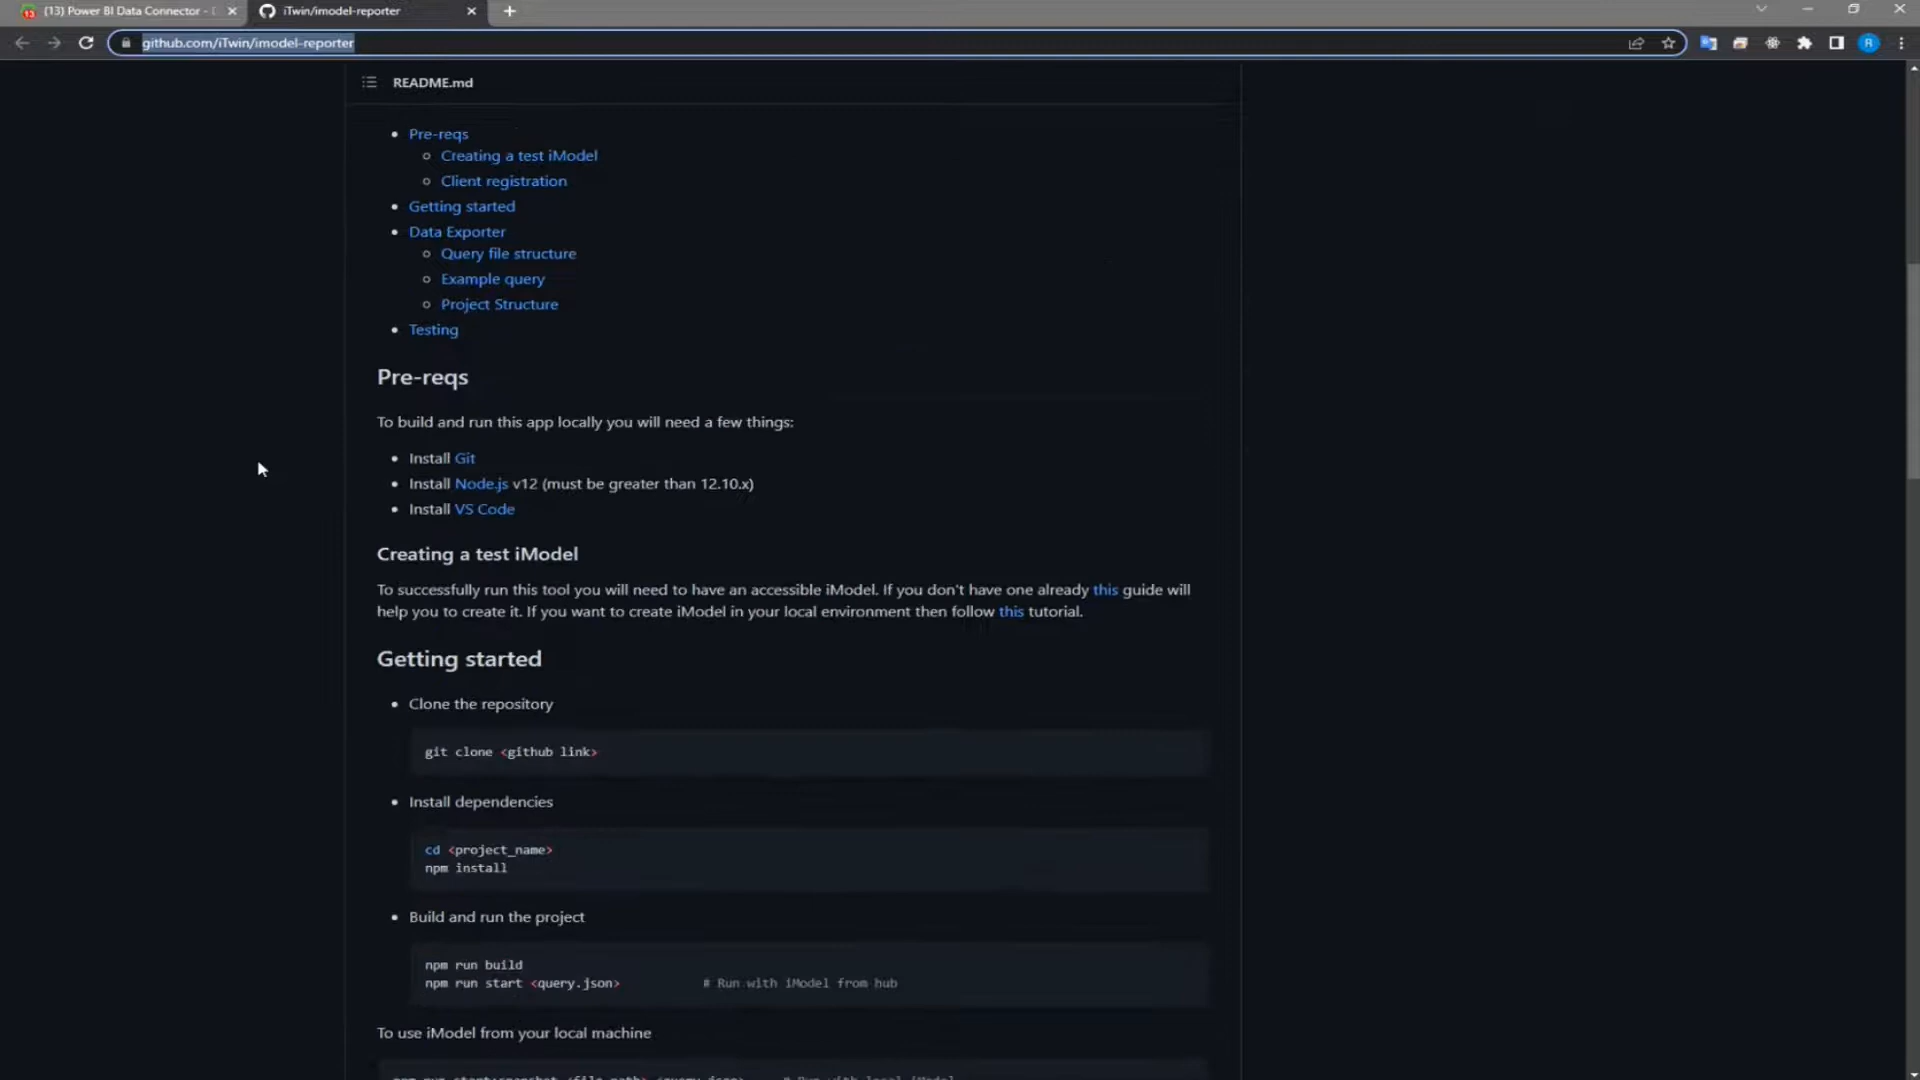 (13) Power BI Data Connector -
iTwin/imodel-reporter
github.com/iTwin/imodel-reporter
R
README.md
Pre-reqs
Creating a test iModel
Client registration
Getting started
Data Exporter
Query file structure
Example query
Project Structure
Testing
Pre-reqs
To build and run this app locally you will need a few things:
Install Git
Install Node.js v12 (must be greater than 12.10.x)
Install VS Code
Creating a test iModel
To successfully run this tool you will need to have an accessible iModel. If you don't have one already this guide will
help you to create it. If you want to create iModel in your local environment then follow this tutorial.
Getting started
Clone the repository
git clone <github link>
Install dependencies
cd <project_name>
npm install
Build and run the project
npm run build
npm run start <query.json> # Run with iModel from hub
To use iModel from your local machine